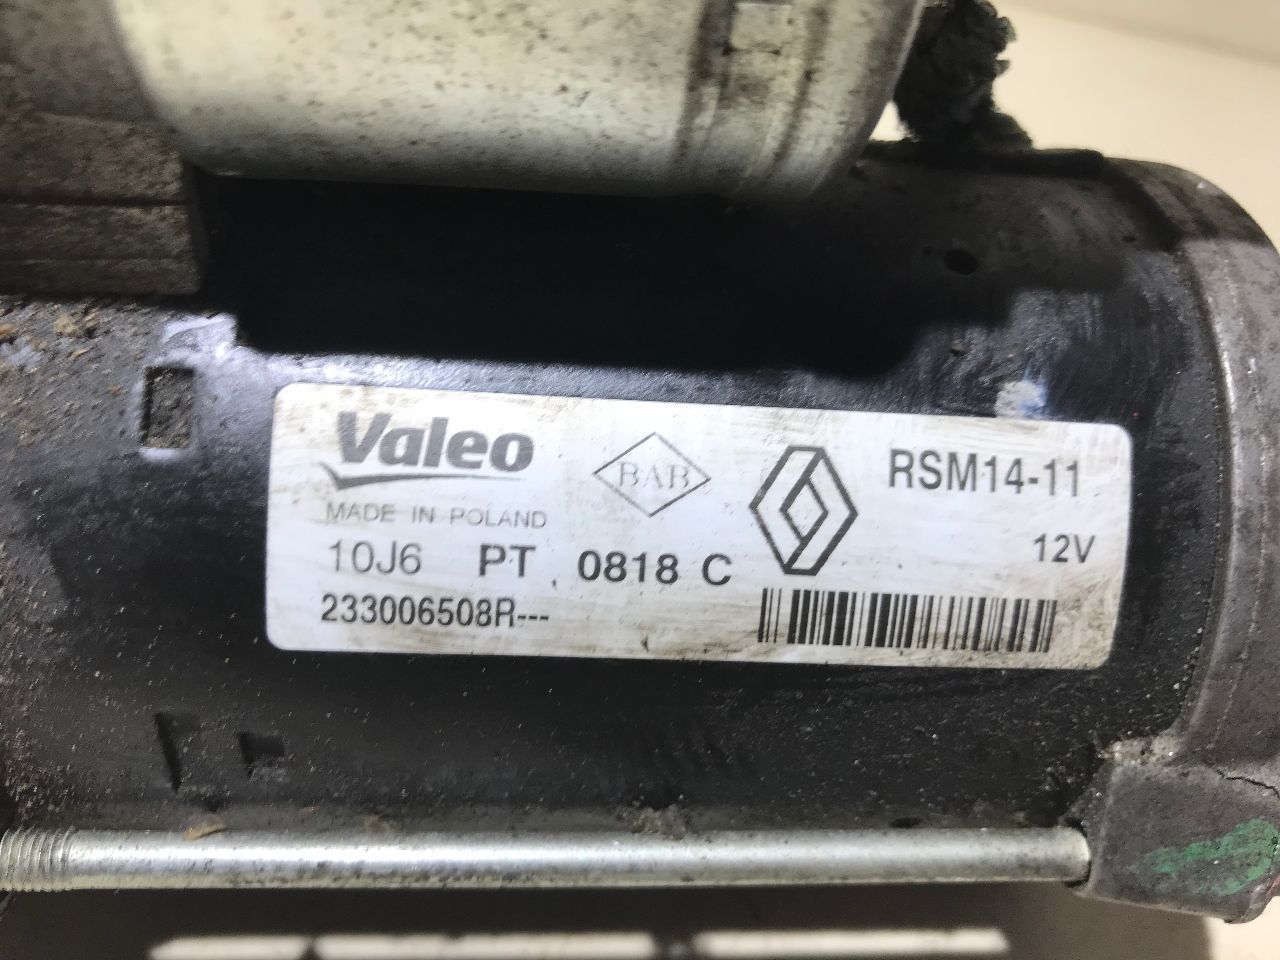 Valeo
MADE IN POLAND
10J6 PT 0818 C
233006508R---
BAB
RSM14-11
12V